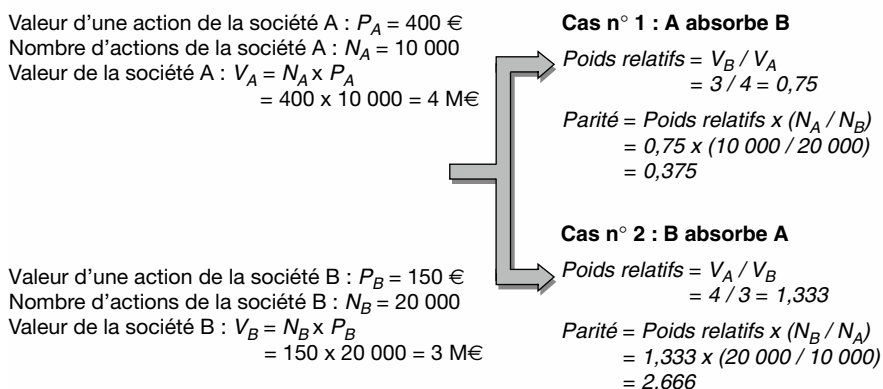 Valeur d'une action de la société A : P_A = 400 €
Nombre d'actions de la société A : N_A = 10 000
Valeur de la société A : V_A = N_A x P_A
= 400 x 10 000 = 4 M€
Cas n° 1 : A absorbe B
Poids relatifs = V_B / V_A
= 3 / 4 = 0,75
Parité = Poids relatifs x (N_A / N_B)
= 0,75 x (10 000 / 20 000)
= 0,375
Valeur d'une action de la société B : P_B = 150 €
Nombre d'actions de la société B : N_B = 20 000
Valeur de la société B : V_B = N_B x P_B
= 150 x 20 000 = 3 M€
Cas n° 2 : B absorbe A
Poids relatifs = V_A / V_B
= 4 / 3 = 1,333
Parité = Poids relatifs x (N_B / N_A)
= 1,333 x (20 000 / 10 000)
= 2,666